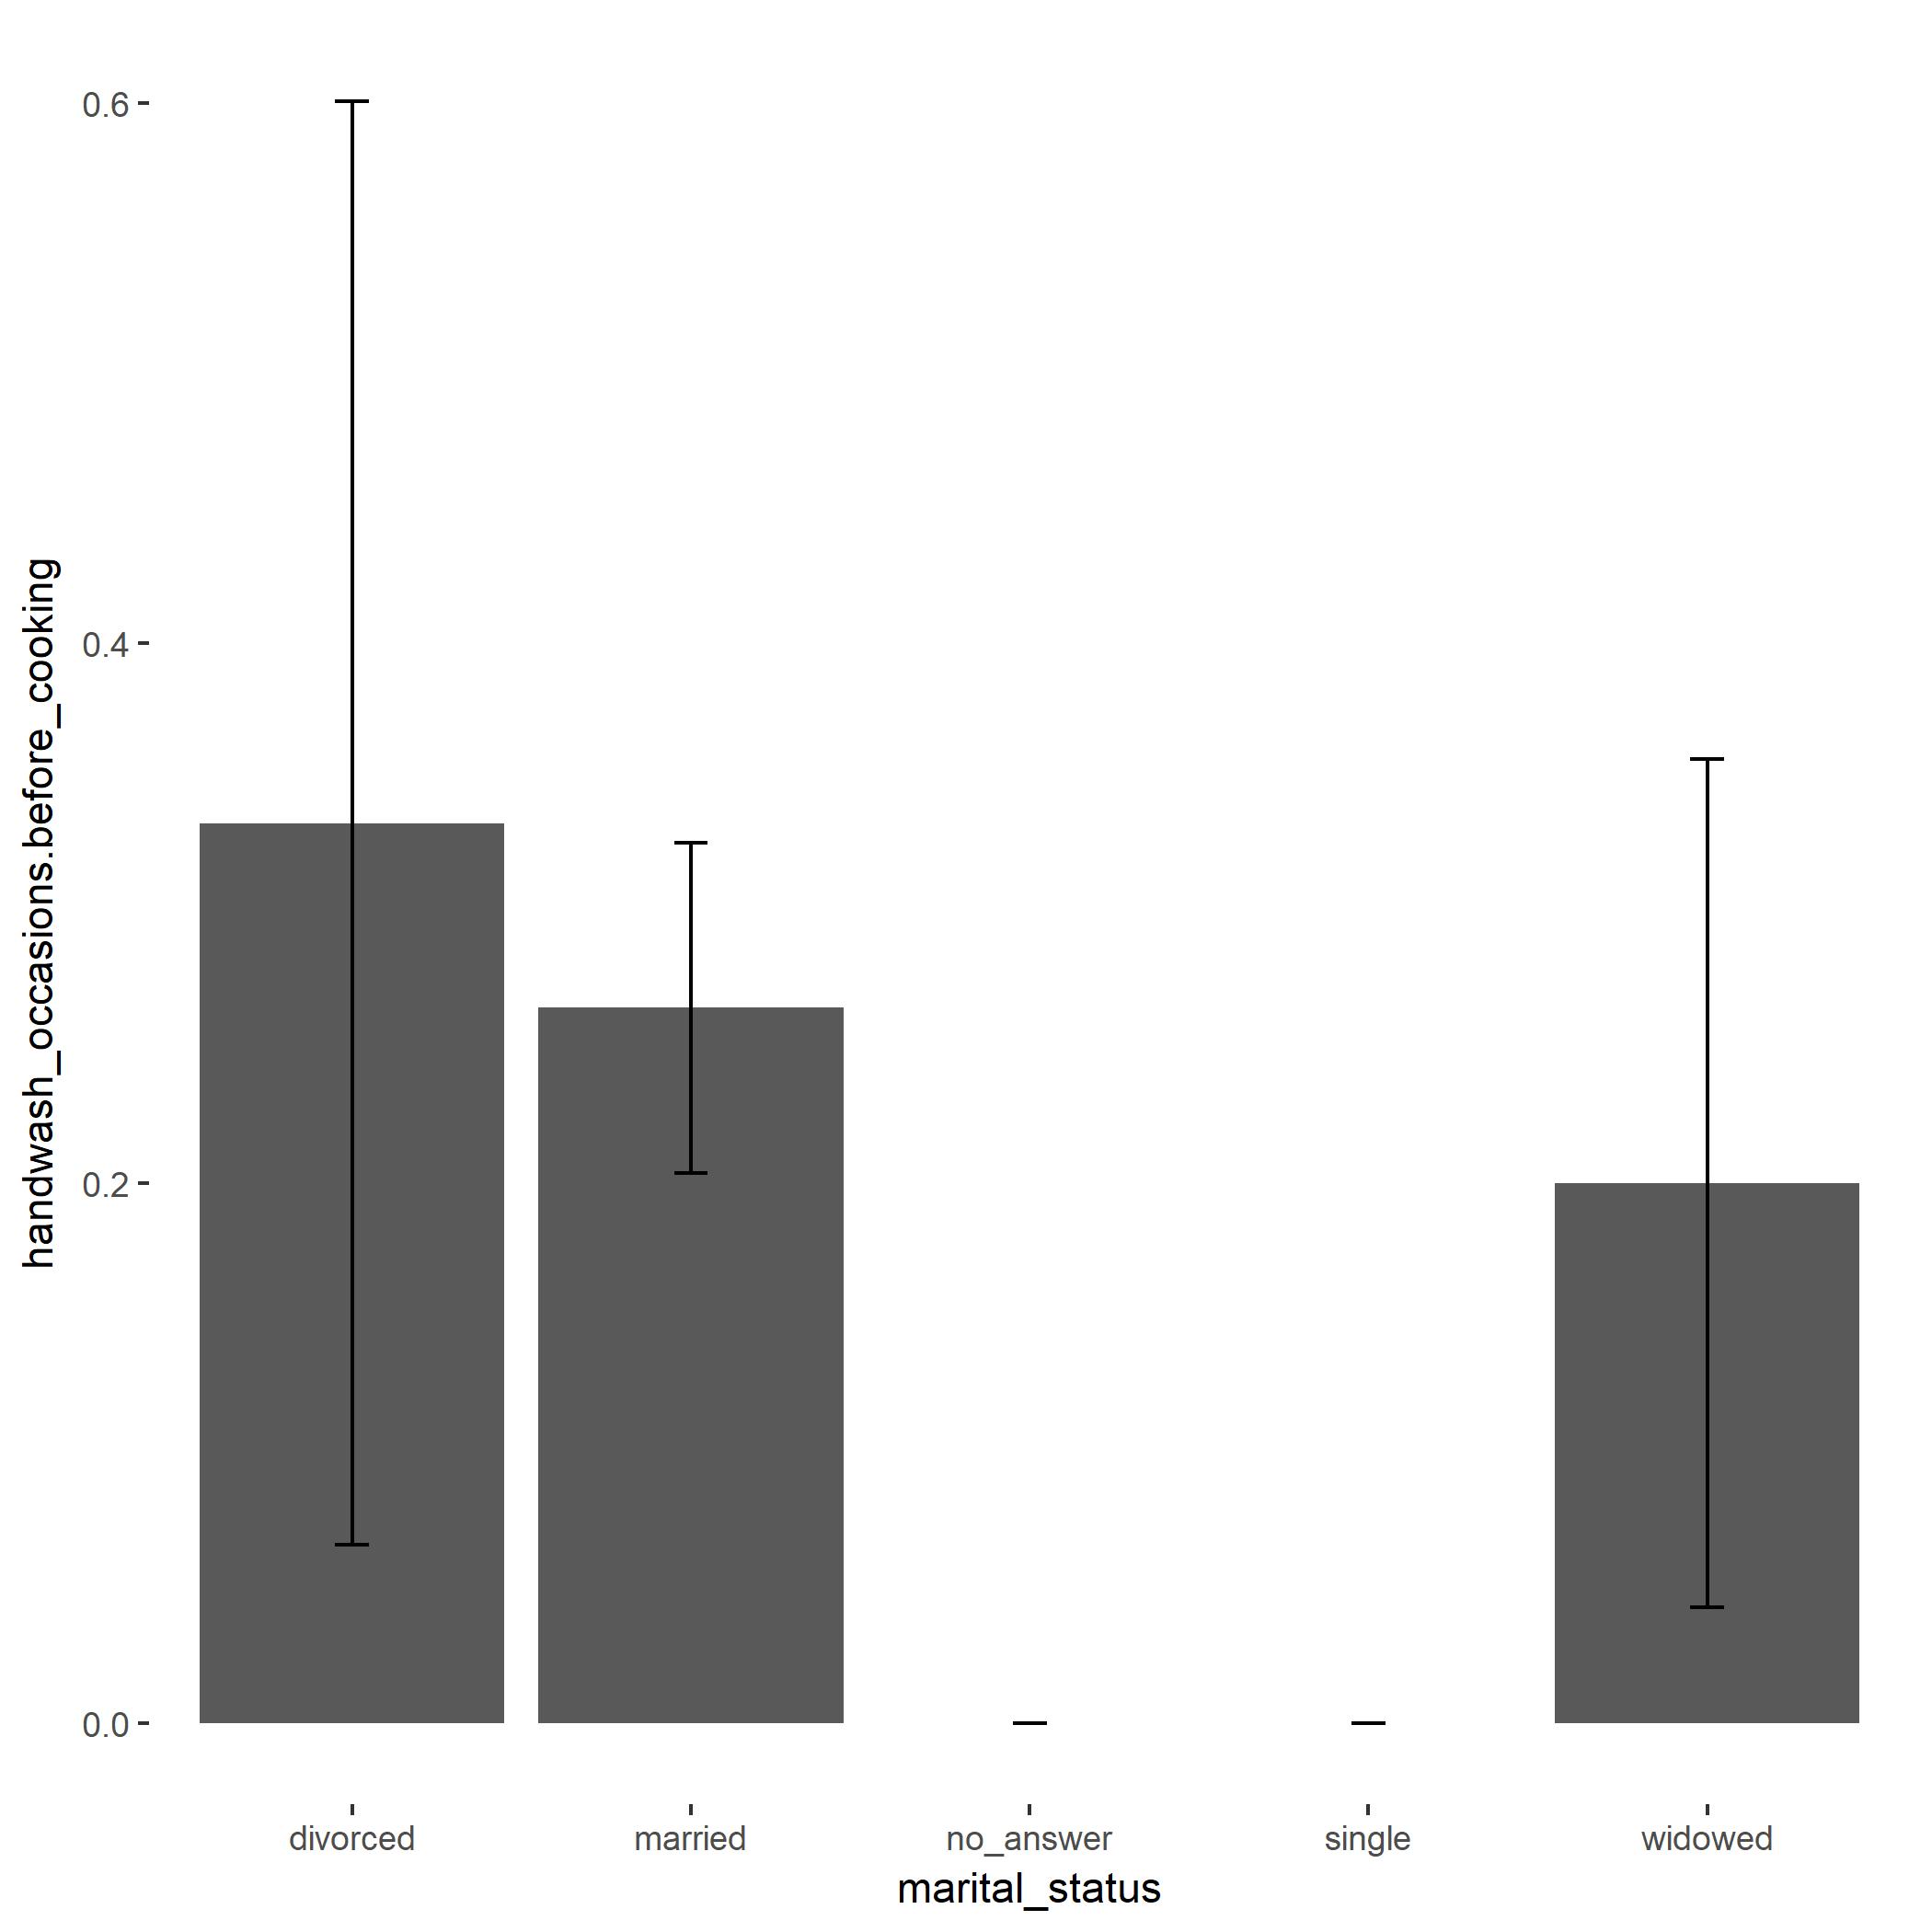 handwash_occasions.before_cooking
0.6
0.4
0.2
0.0
divorced married no_answer single widowed
marital_status